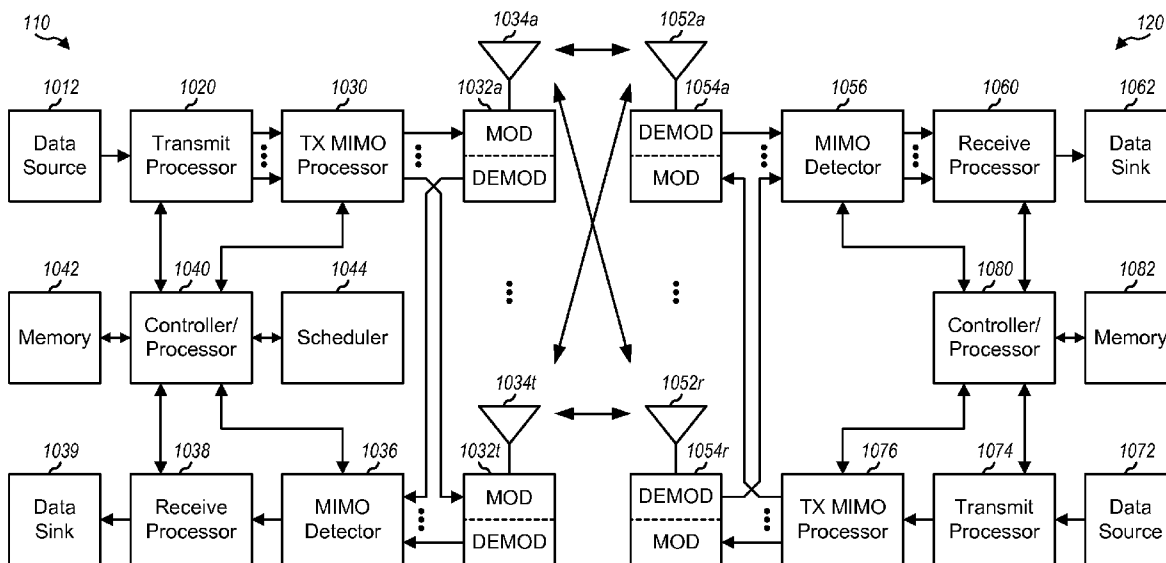 110
120
1034a
1052a
1012
1020
1030
1032a
1054a
1056
1060
1062
Data
Source
Transmit
Processor
TX MIMO
Processor
MOD
DEMOD
DEMOD
MOD
MIMO
Detector
Receive
Processor
Data
Sink
1042
1040
1044
1080
1082
Memory
Controller/
Processor
Scheduler
Controller/
Processor
Memory
1034t
1052r
1039
1038
1036
1032t
1054r
1076
1074
1072
Data
Sink
Receive
Processor
MIMO
Detector
MOD
DEMOD
DEMOD
MOD
TX MIMO
Processor
Transmit
Processor
Data
Source